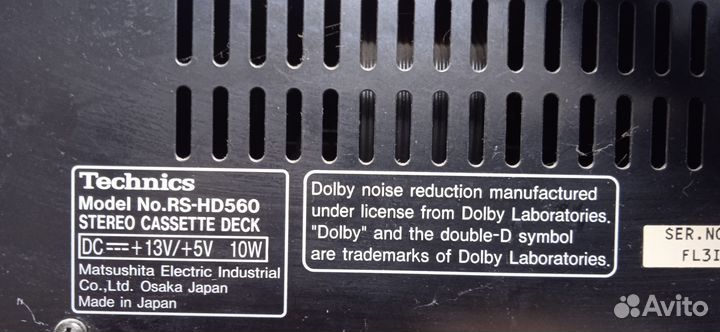 Technics
Model No.RS-HD560
STEREO CASSETTE DECK
DC ⎓ +13V/+5V 10W
Matsushita Electric Industrial
Co.,Ltd. Osaka Japan
Made in Japan
Dolby noise reduction manufactured
under license from Dolby Laboratories.
"Dolby" and the double-D symbol
are trademarks of Dolby Laboratories.
SER.NO
FL3I
Avito